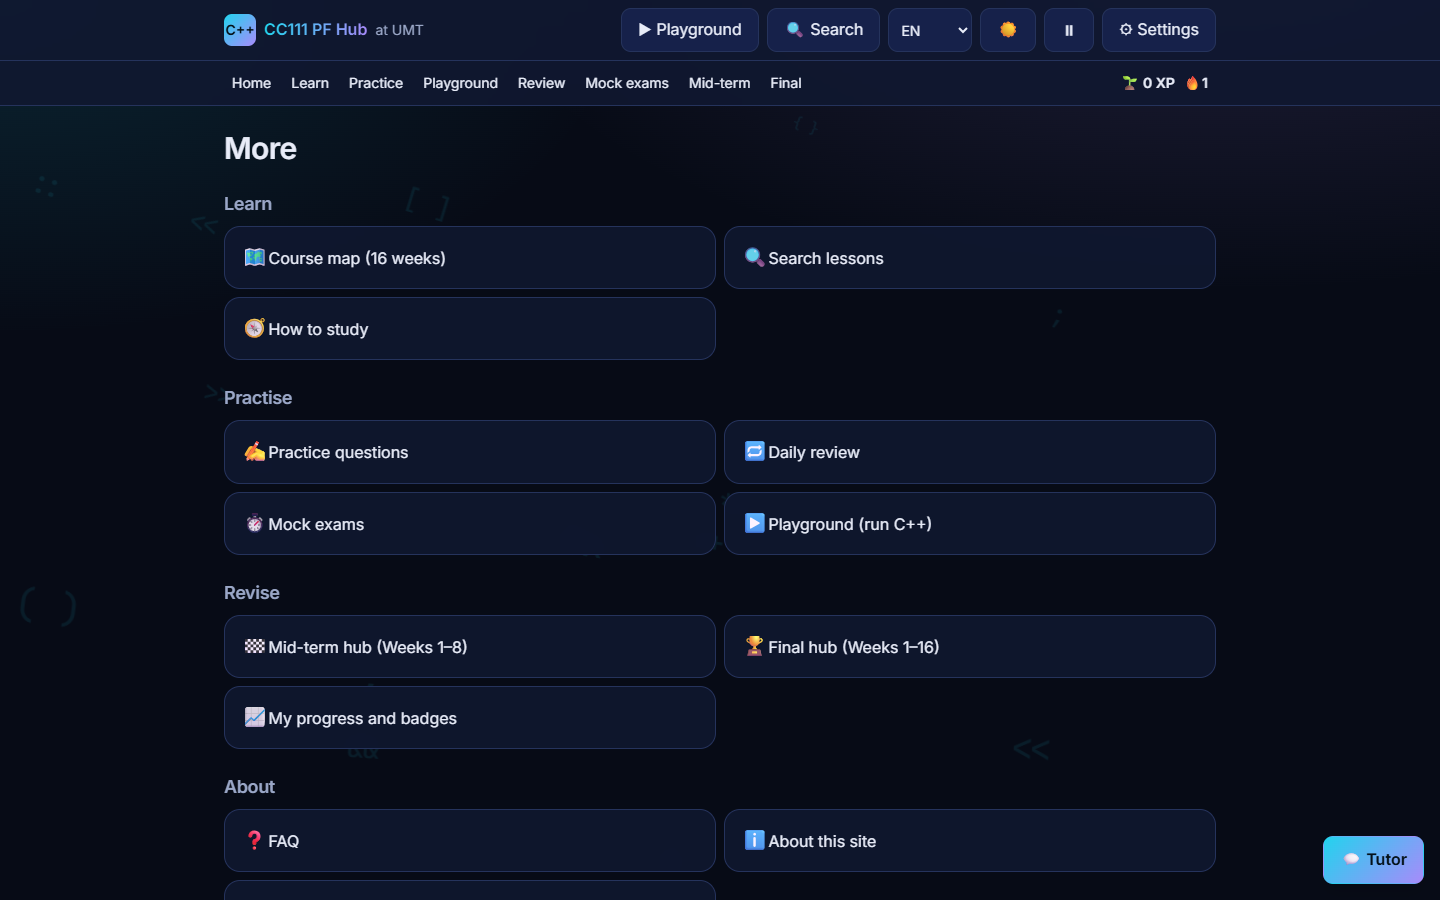 C++ CC111 PF Hub at UMT
Playground
Search
EN
Settings
Home Learn Practice Playground Review Mock exams Mid-term Final
0 XP 1
More
Learn
Course map (16 weeks)
Search lessons
How to study
Practise
Practice questions
Daily review
Mock exams
Playground (run C++)
Revise
Mid-term hub (Weeks 1–8)
Final hub (Weeks 1–16)
My progress and badges
About
FAQ
About this site
Tutor